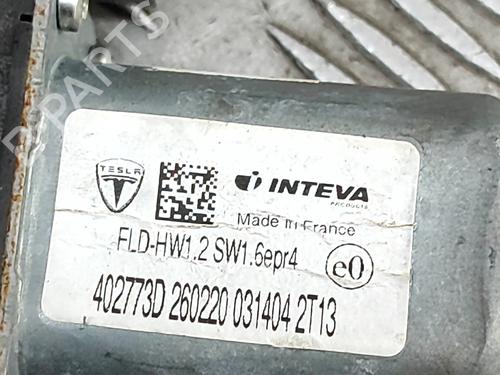 B-PARTS
TESLA
INTEVA
PRODUCTS
Made in France
FLD-HW1.2 SW1.6epr4
e0
402773D 260220 031404 2T13